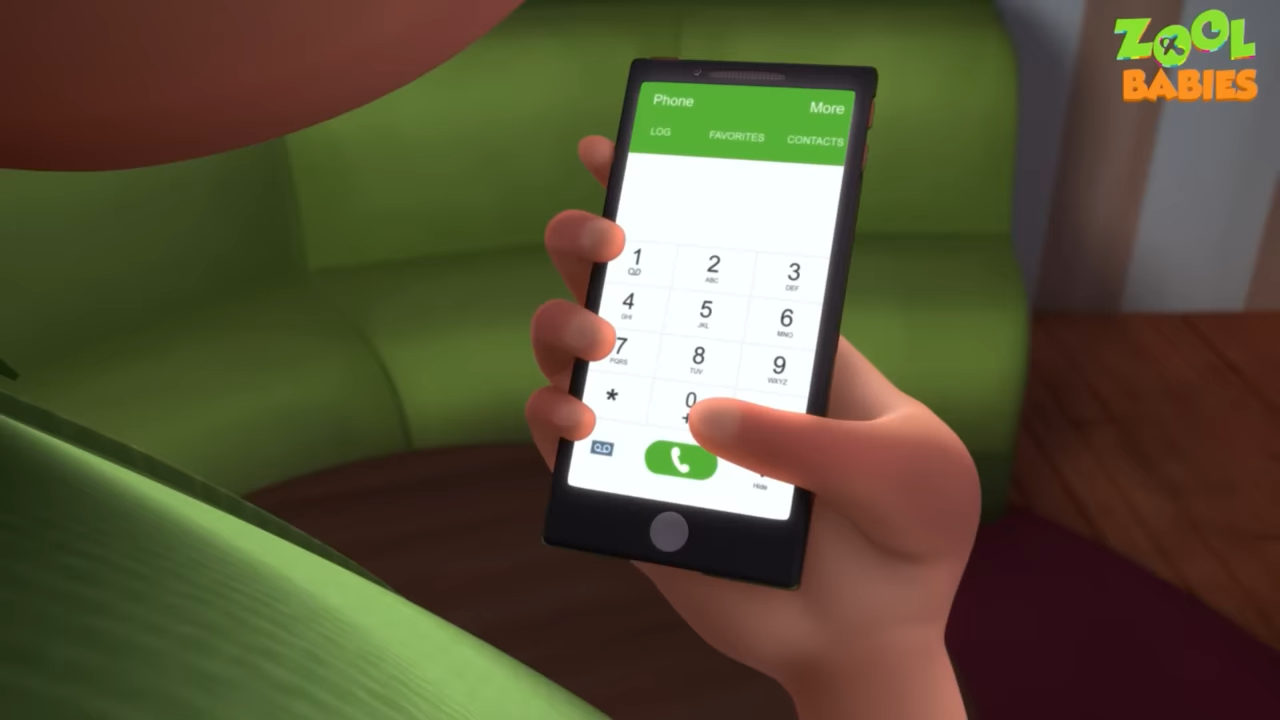 ZOOL
BABIES
Phone More
LOG FAVORITES CONTACTS
1 2 3
ABC DEF
4 5 6
GHI JKL MNO
7 8 9
PQRS TUV WXYZ
* 0
+
Hide